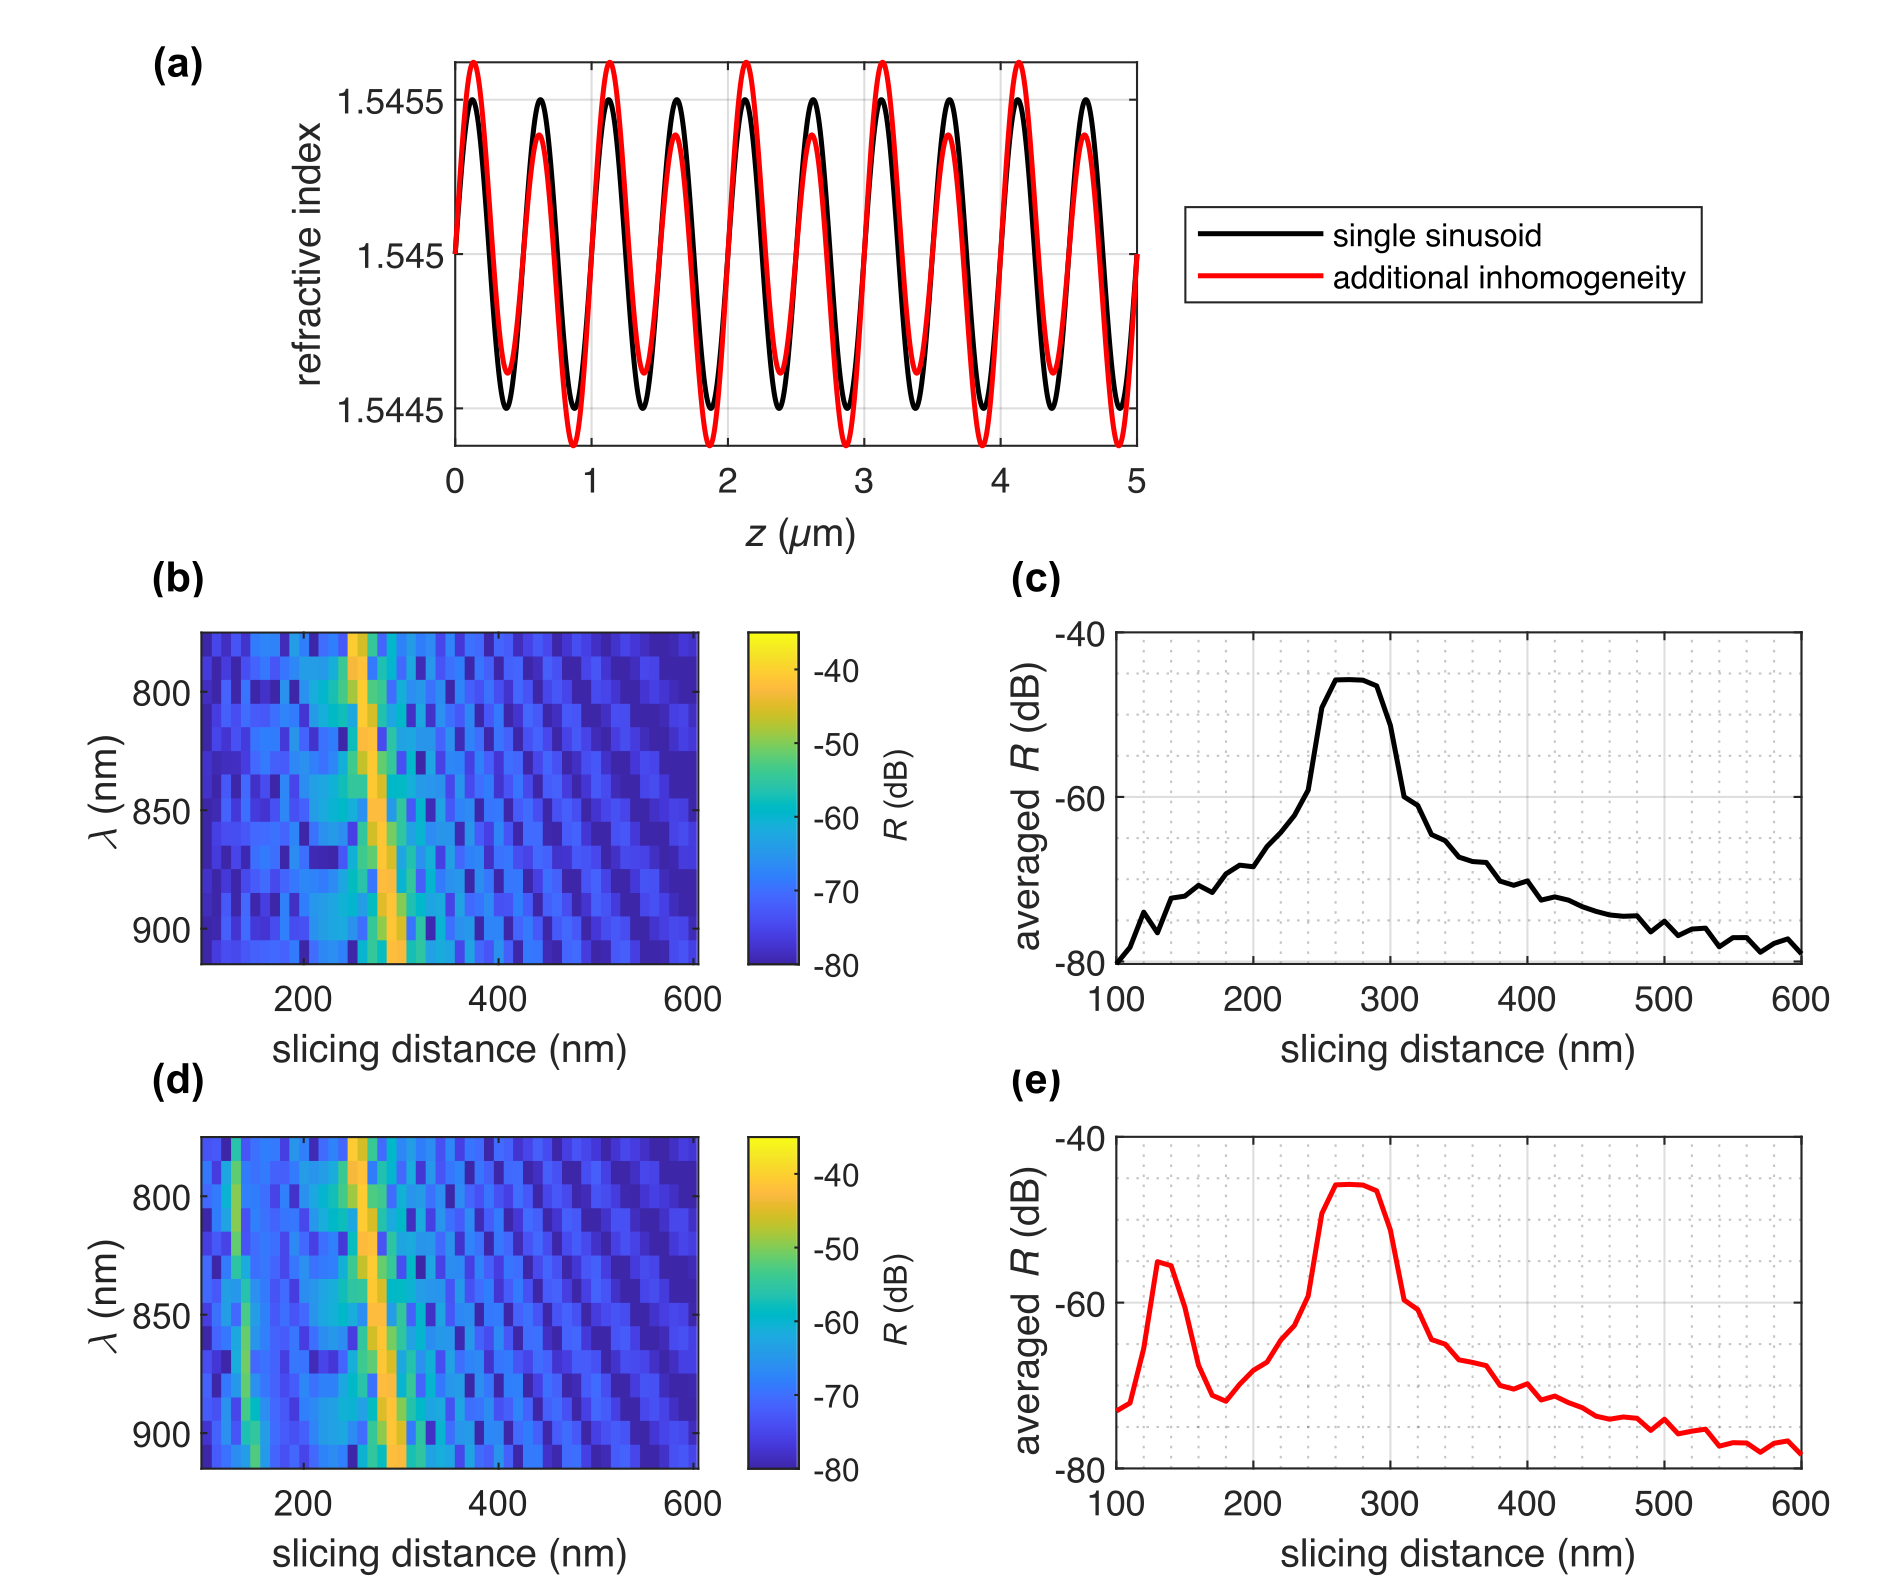 (a)
1.5455
1.545
1.5445
refractive index
0 1 2 3 4 5
z (μm)
single sinusoid
additional inhomogeneity
(b)
800
850
900
λ (nm)
200 400 600
slicing distance (nm)
-40
-50
-60
-70
-80
R (dB)
(c)
-40
-60
-80
averaged R (dB)
100 200 300 400 500 600
slicing distance (nm)
(d)
800
850
900
λ (nm)
200 400 600
slicing distance (nm)
-40
-50
-60
-70
-80
R (dB)
(e)
-40
-60
-80
averaged R (dB)
100 200 300 400 500 600
slicing distance (nm)